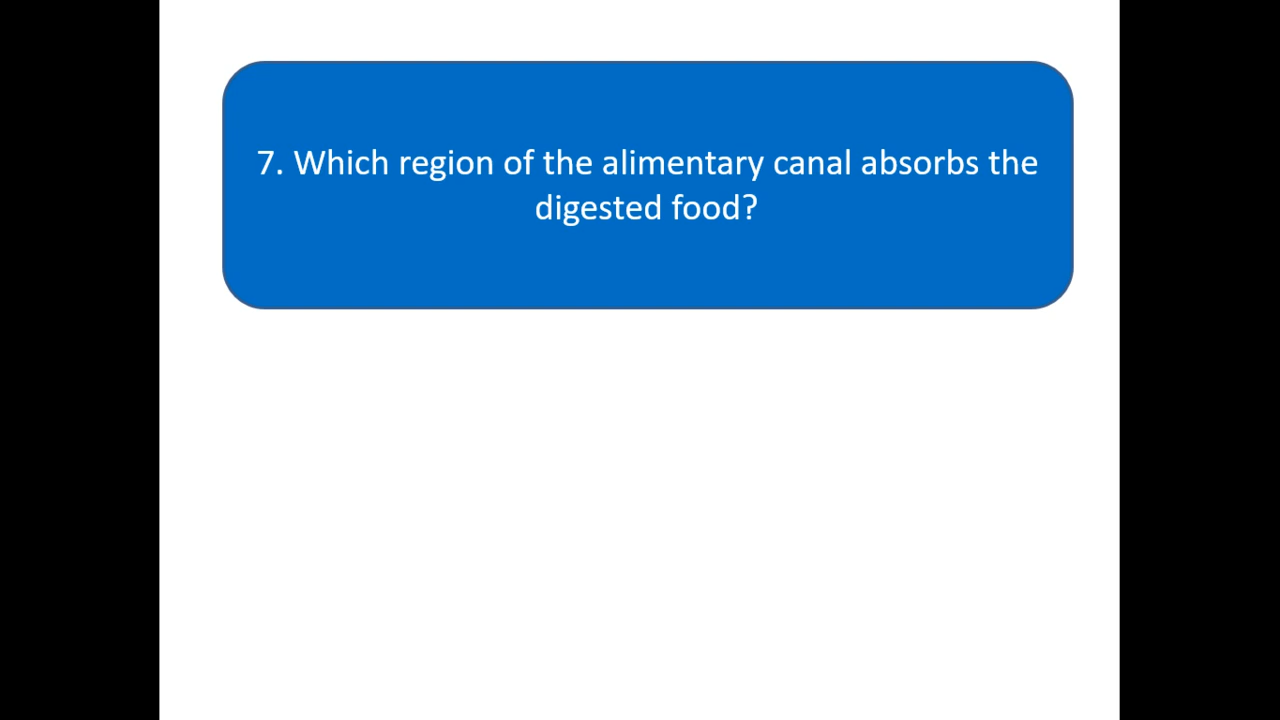 7. Which region of the alimentary canal absorbs the
digested food?